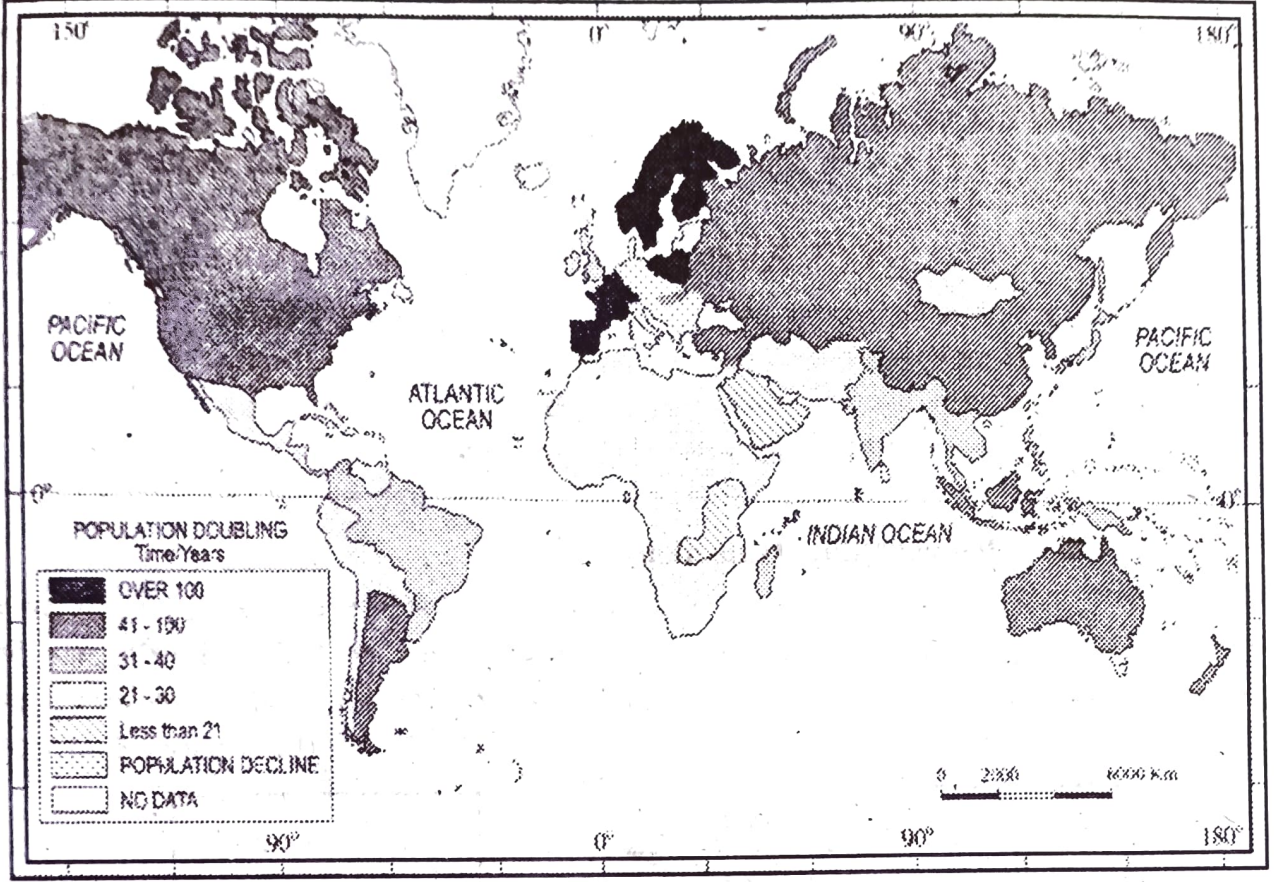 150°
0°
90°
180°
PACIFIC
OCEAN
ATLANTIC
OCEAN
PACIFIC
OCEAN
0°
0°
INDIAN OCEAN
POPULATION DOUBLING
Time/Years
OVER 100
41 - 100
31 - 40
21 - 30
Less than 21
POPULATION DECLINE
NO DATA
0 2000 6000 Km
90°
0°
90°
180°